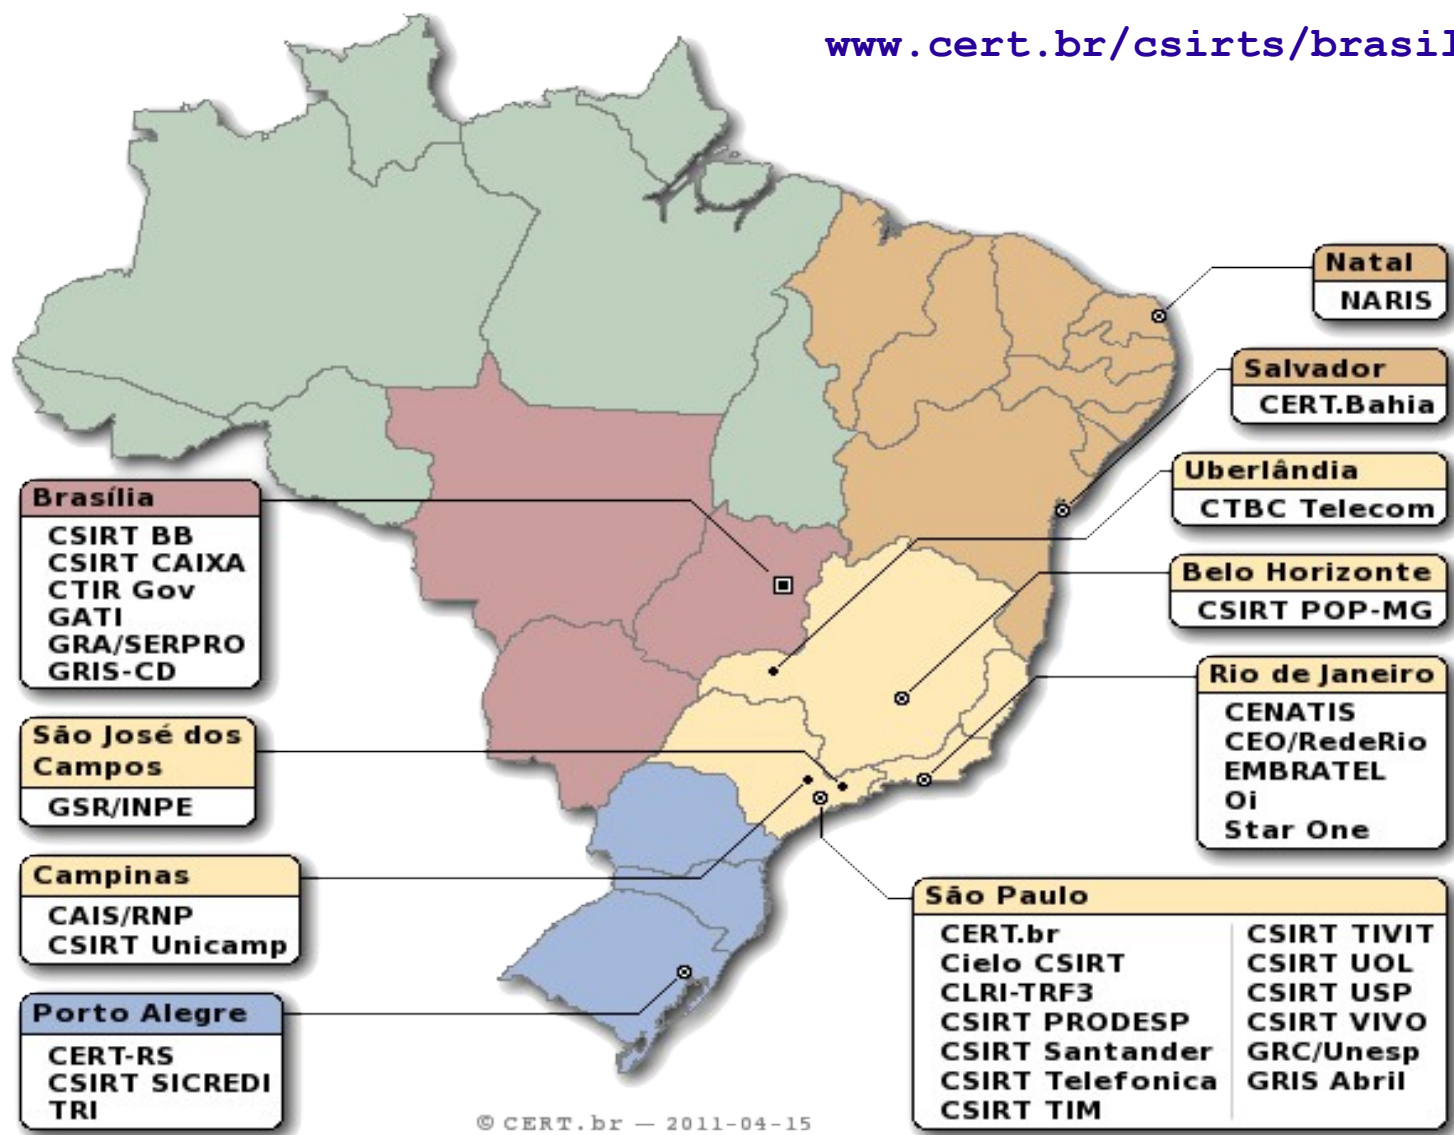 www.cert.br/csirts/brasil
Natal
NARIS
Salvador
CERT.Bahia
Uberlândia
CTBC Telecom
Belo Horizonte
CSIRT POP-MG
Rio de Janeiro
CENATIS
CEO/RedeRio
EMBRATEL
Oi
Star One
Brasília
CSIRT BB
CSIRT CAIXA
CTIR Gov
GATI
GRA/SERPRO
GRIS-CD
São José dos
Campos
GSR/INPE
Campinas
CAIS/RNP
CSIRT Unicamp
Porto Alegre
CERT-RS
CSIRT SICREDI
TRI
São Paulo
CERT.br
Cielo CSIRT
CLRI-TRF3
CSIRT PRODESP
CSIRT Santander
CSIRT Telefonica
CSIRT TIM
CSIRT TIVIT
CSIRT UOL
CSIRT USP
CSIRT VIVO
GRC/Unesp
GRIS Abril
© CERT.br — 2011-04-15